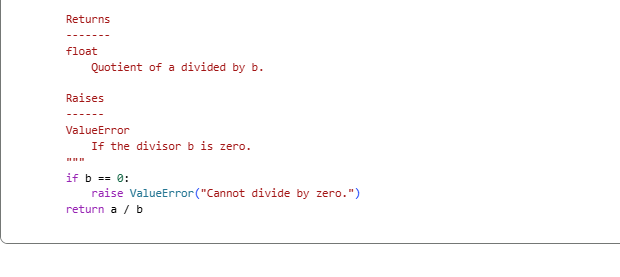 Returns
-------
float
    Quotient of a divided by b.

Raises
------
ValueError
    If the divisor b is zero.
"""
if b == 0:
    raise ValueError("Cannot divide by zero.")
return a / b